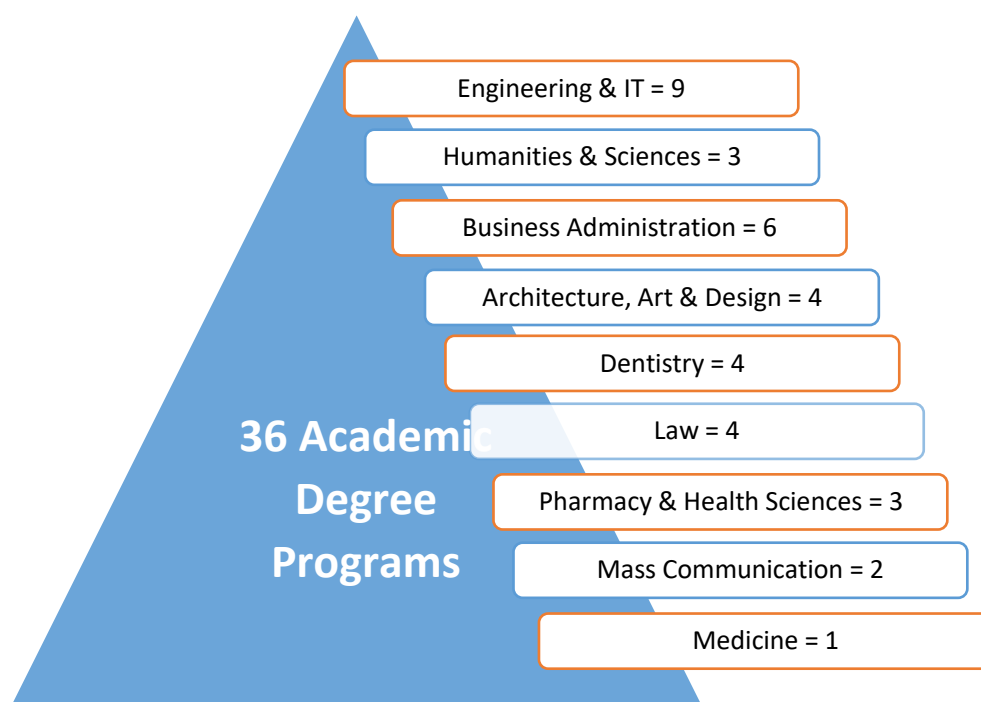 Engineering & IT = 9
Humanities & Sciences = 3
Business Administration = 6
Architecture, Art & Design = 4
Dentistry = 4
Law = 4
Pharmacy & Health Sciences = 3
Mass Communication = 2
Medicine = 1
36 Academic
Degree
Programs